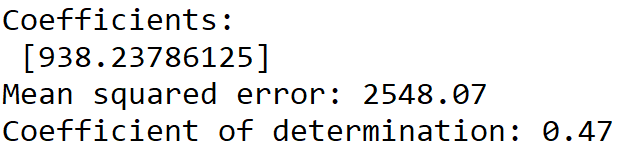 Coefficients:
 [938.23786125]
Mean squared error: 2548.07
Coefficient of determination: 0.47